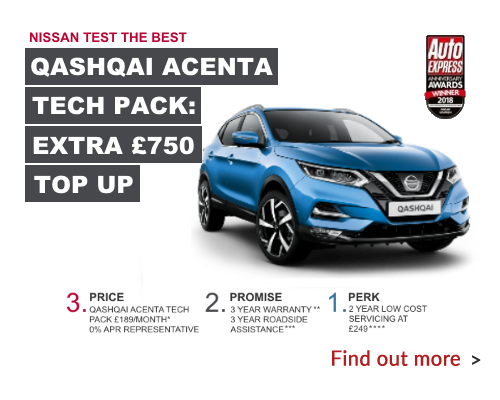 NISSAN TEST THE BEST
QASHQAI ACENTA
TECH PACK:
EXTRA £750
TOP UP
Auto
EXPRESS
ANNIVERSARY
AWARDS
WINNER
2018
QASHQAI
3. PRICE
QASHQAI ACENTA TECH
PACK £189/MONTH*
0% APR REPRESENTATIVE
2. PROMISE
3 YEAR WARRANTY **
3 YEAR ROADSIDE
ASSISTANCE ***
1. PERK
2 YEAR LOW COST
SERVICING AT
£249 ****
Find out more >